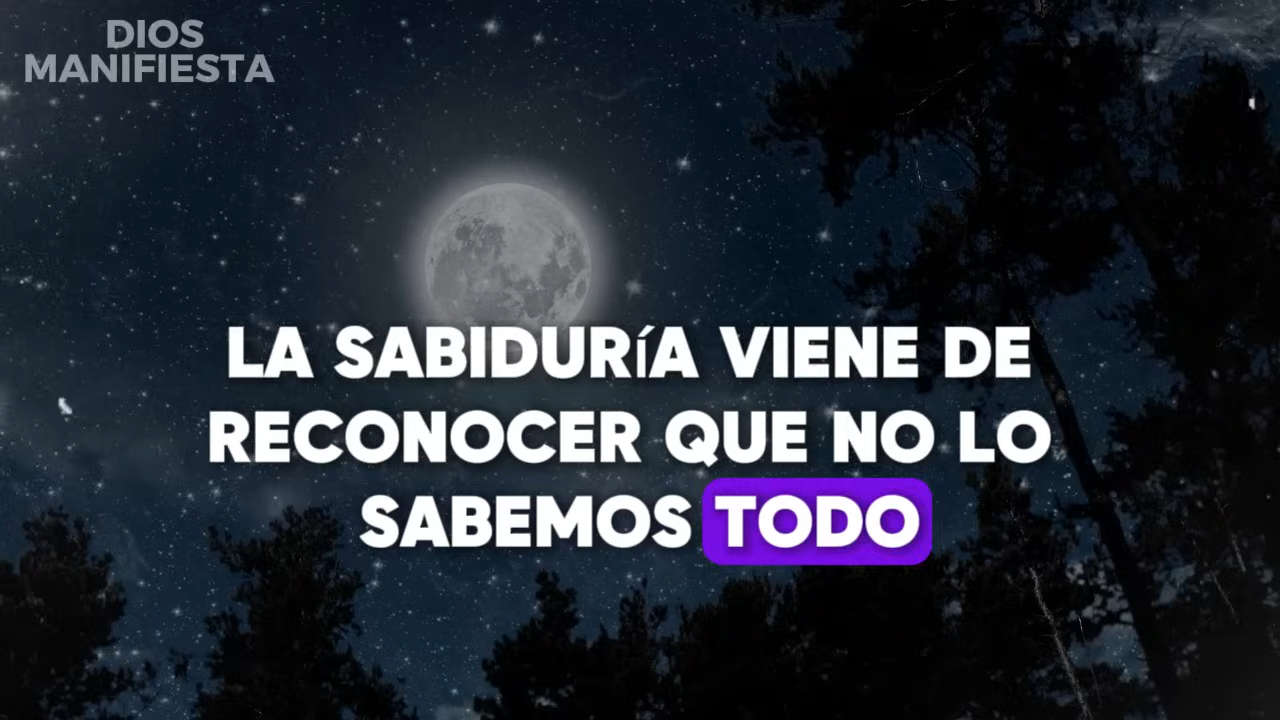 DIOS
MANIFIESTA
LA SABIDURíA VIENE DE
RECONOCER QUE NO LO
SABEMOS TODO